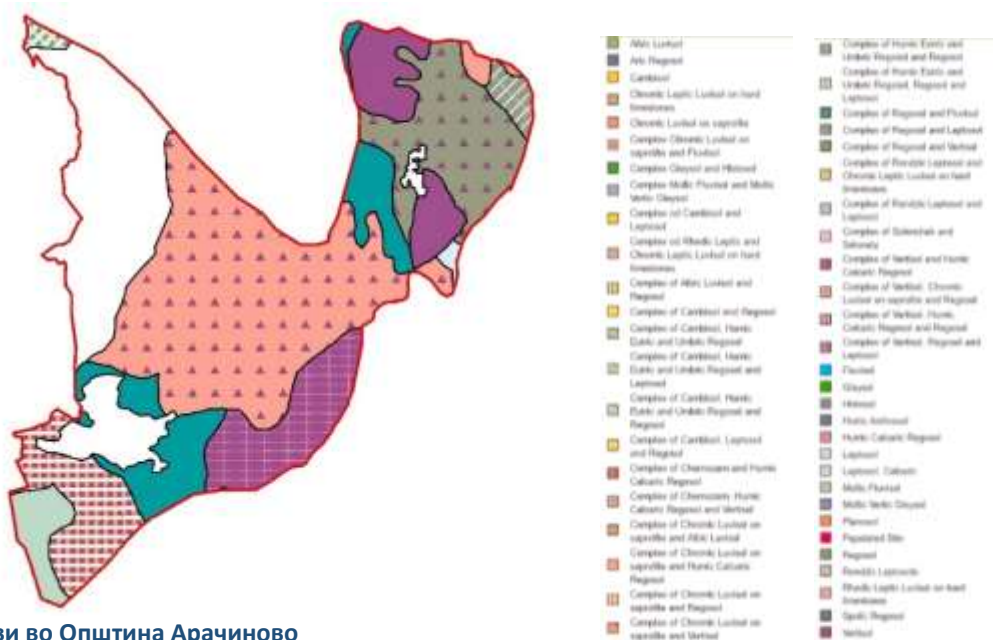 Albic Luvisol
Aric Regosol
Cambisol
Chromic Leptic Luvisol on hard
limestones
Chromic Luvisol on saprolite
Complex Chromic Luvisol on
saprolite and Fluvisol
Complex Gleysol and Histosol
Complex Mollic Fluvisol and Mollic
Vertic Gleysol
Complex od Cambisol and
Leptosol
Complex od Rhodic Leptic and
Chromic Leptic Luvisol on hard
limestones
Complex of Albic Luvisol and
Regosol
Complex of Cambisol and Regosol
Complex of Cambisol, Humic
Eutric and Umbric Regosol
Complex of Cambisol, Humic
Eutric and Umbric Regosol and
Leptosol
Complex of Cambisol, Humic
Eutric and Umbric Regosol and
Regosol
Complex of Cambisol, Leptosol
and Regosol
Complex of Chernozem and Humic
Calcaric Regosol
Complex of Chernozem, Humic
Calcaric Regosol and Vertisol
Complex of Chromic Luvisol on
saprolite and Albic Luvisol
Complex of Chromic Luvisol on
saprolite and Humic Calcaric
Regosol
Complex of Chromic Luvisol on
saprolite and Regosol
Complex of Chromic Luvisol on
saprolite and Vertisol
Complex of Humic Eutric and
Umbric Regosol and Regosol
Complex of Humic Eutric and
Umbric Regosol, Regosol and
Leptosol
Complex of Regosol and Fluvisol
Complex of Regosol and Leptosol
Complex of Regosol and Vertisol
Complex of Rendzic Leptosol and
Chromic Leptic Luvisol on hard
limestones
Complex of Rendzic Leptosol and
Leptosol
Complex of Solonchak and
Solonetz
Complex of Vertisol and Humic
Calcaric Regosol
Complex of Vertisol, Chromic
Luvisol on saprolite and Regosol
Complex of Vertisol, Humic
Calcaric Regosol and Regosol
Complex of Vertisol, Regosol and
Leptosol
Fluvisol
Gleysol
Histosol
Humic Calcaric Regosol
Leptosol
Leptosol, Calcaric
Mollic Fluvisol
Mollic Vertic Gleysol
Planosol
Populated Site
Regosol
Rendzic Leptosols
Rhodic Leptic Luvisol on hard
limestones
Spolic Regosol
Vertisol
ви во Општина Арачиново